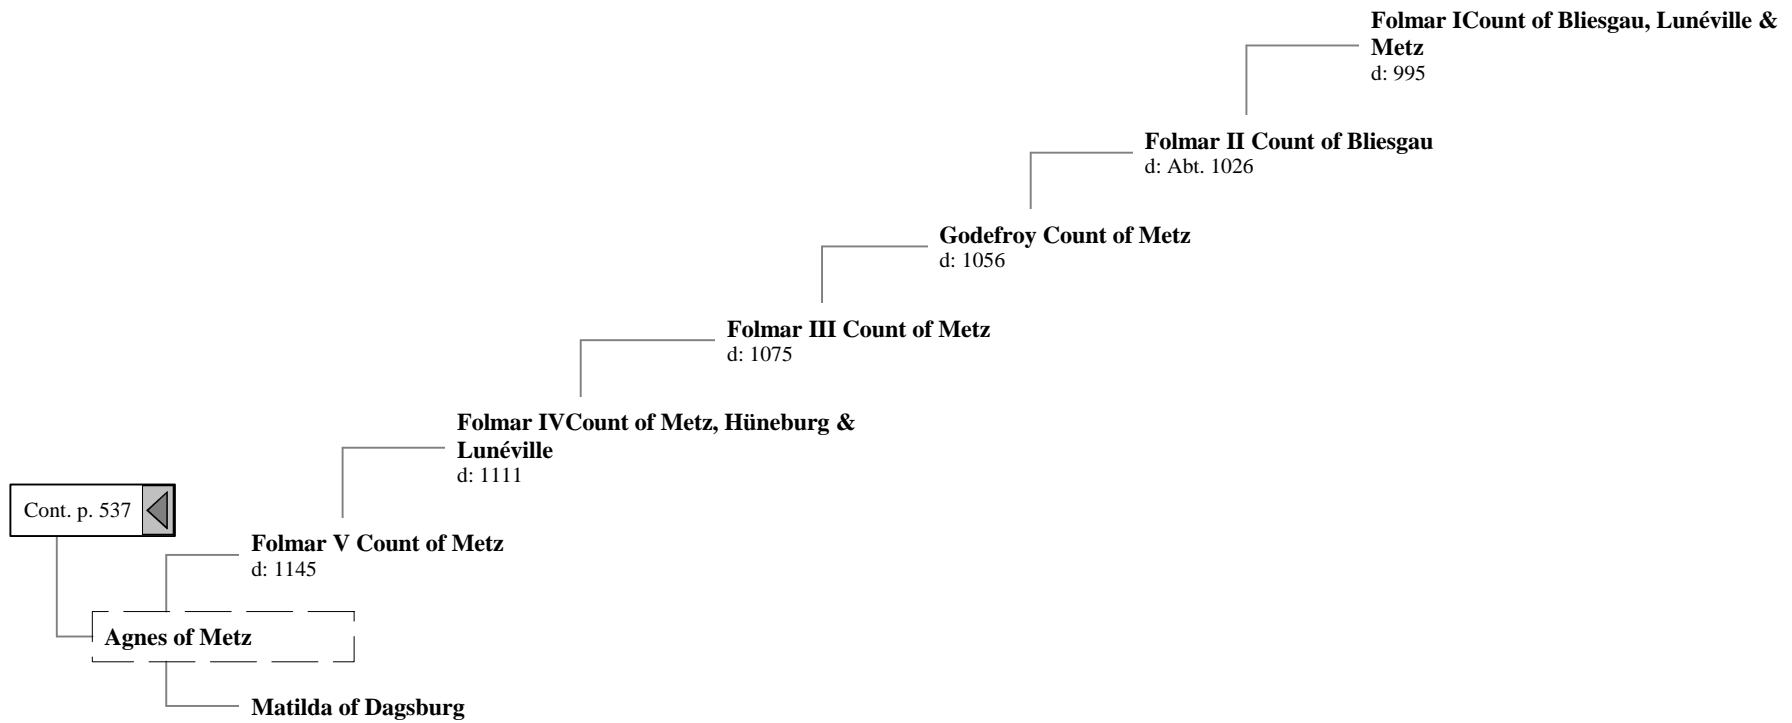 Folmar ICount of Bliesgau, Lunéville &
Metz
d: 995
Folmar II Count of Bliesgau
d: Abt. 1026
Godefroy Count of Metz
d: 1056
Folmar III Count of Metz
d: 1075
Folmar IVCount of Metz, Hüneburg &
Lunéville
d: 1111
Cont. p. 537
Folmar V Count of Metz
d: 1145
Agnes of Metz
Matilda of Dagsburg